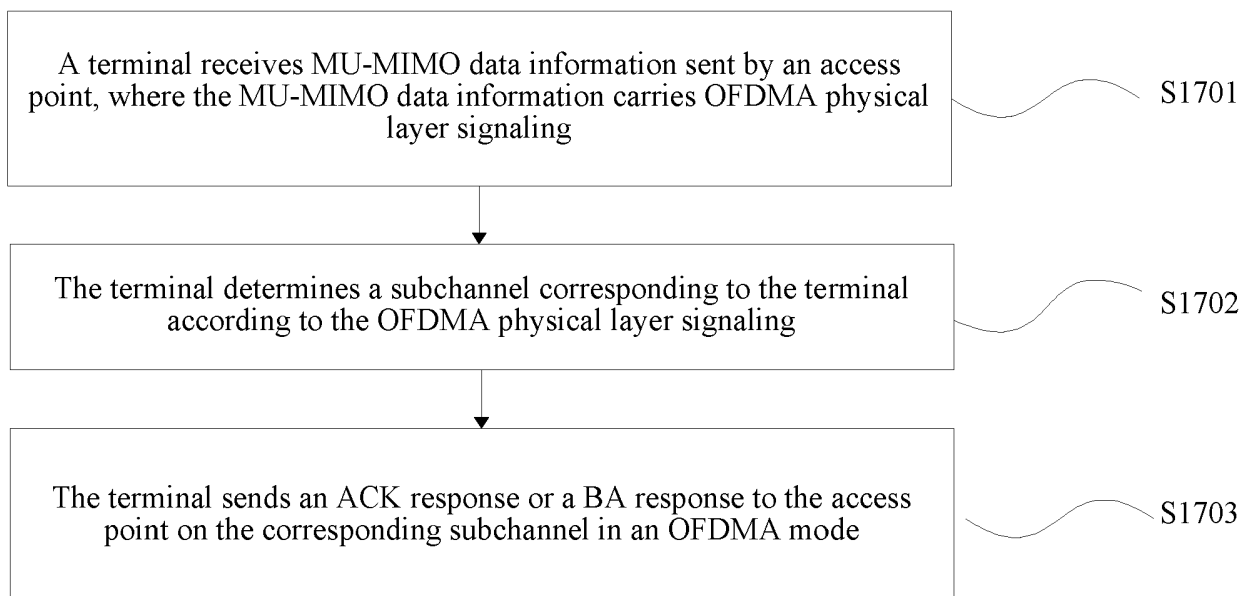 A terminal receives MU-MIMO data information sent by an access
point, where the MU-MIMO data information carries OFDMA physical
layer signaling
S1701
The terminal determines a subchannel corresponding to the terminal
according to the OFDMA physical layer signaling
S1702
The terminal sends an ACK response or a BA response to the access
point on the corresponding subchannel in an OFDMA mode
S1703